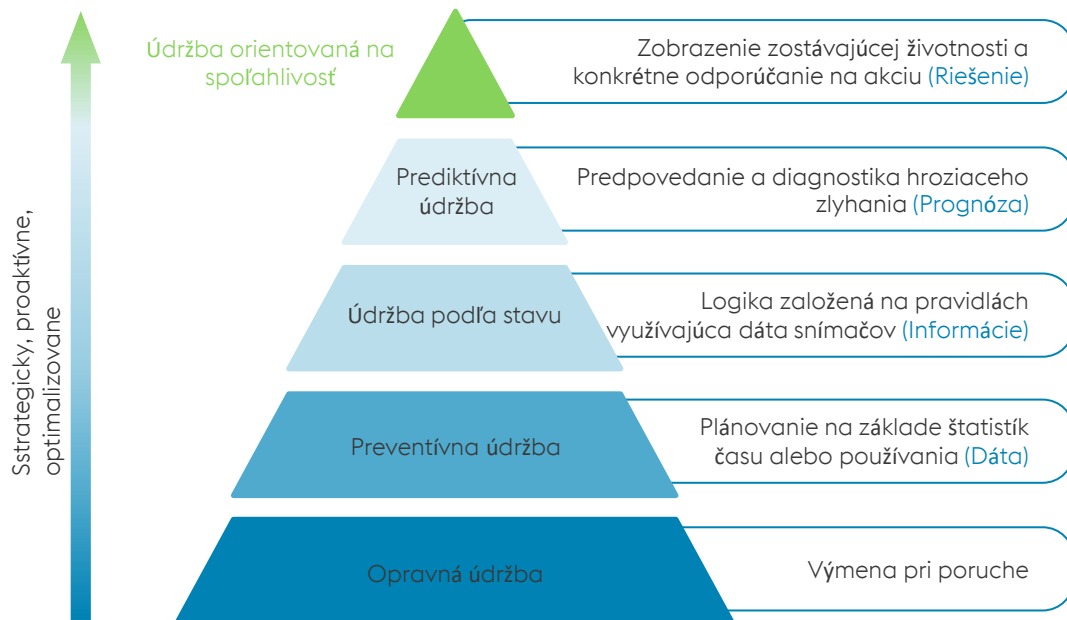 Údržba orientovaná na
spoľahlivosť
Zobrazenie zostávajúcej životnosti a
konkrétne odporúčanie na akciu (Riešenie)
Prediktívna
údržba
Predpovedanie a diagnostika hroziaceho
zlyhania (Prognóza)
Údržba podľa stavu
Logika založená na pravidlách
využívajúca dáta snímačov (Informácie)
Preventívna údržba
Plánovanie na základe štatistík
času alebo používania (Dáta)
Opravná údržba
Výmena pri poruche
Sstrategicky, proaktívne,
optimalizovane